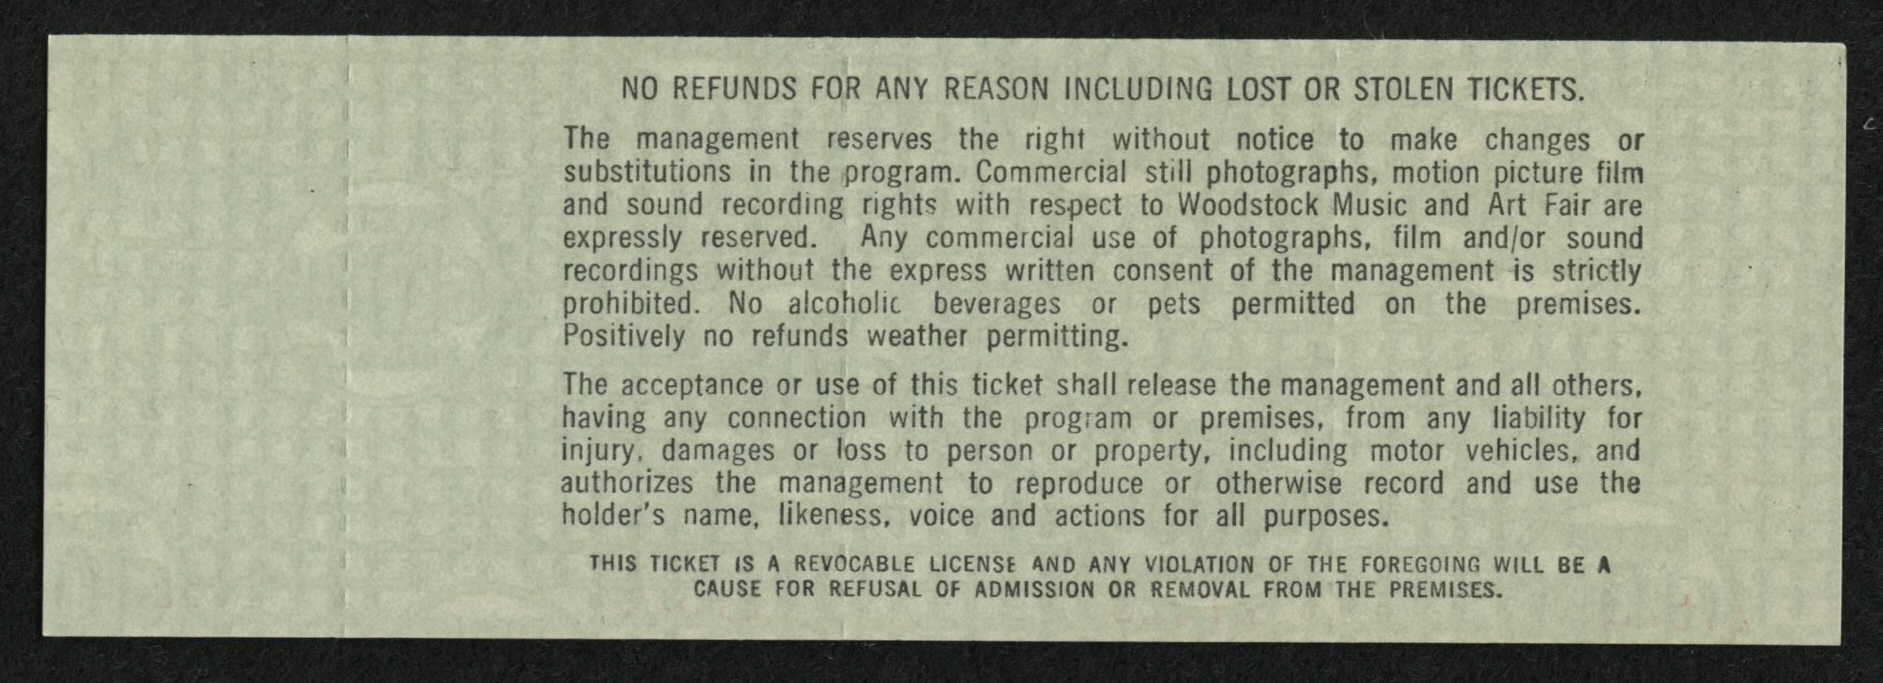 NO REFUNDS FOR ANY REASON INCLUDING LOST OR STOLEN TICKETS.
The management reserves the right without notice to make changes or
substitutions in the program. Commercial still photographs, motion picture film
and sound recording rights with respect to Woodstock Music and Art Fair are
expressly reserved. Any commercial use of photographs, film and/or sound
recordings without the express written consent of the management is strictly
prohibited. No alcoholic beverages or pets permitted on the premises.
Positively no refunds weather permitting.
The acceptance or use of this ticket shall release the management and all others,
having any connection with the program or premises, from any liability for
injury, damages or loss to person or property, including motor vehicles, and
authorizes the management to reproduce or otherwise record and use the
holder's name, likeness, voice and actions for all purposes.
THIS TICKET IS A REVOCABLE LICENSE AND ANY VIOLATION OF THE FOREGOING WILL BE A
CAUSE FOR REFUSAL OF ADMISSION OR REMOVAL FROM THE PREMISES.